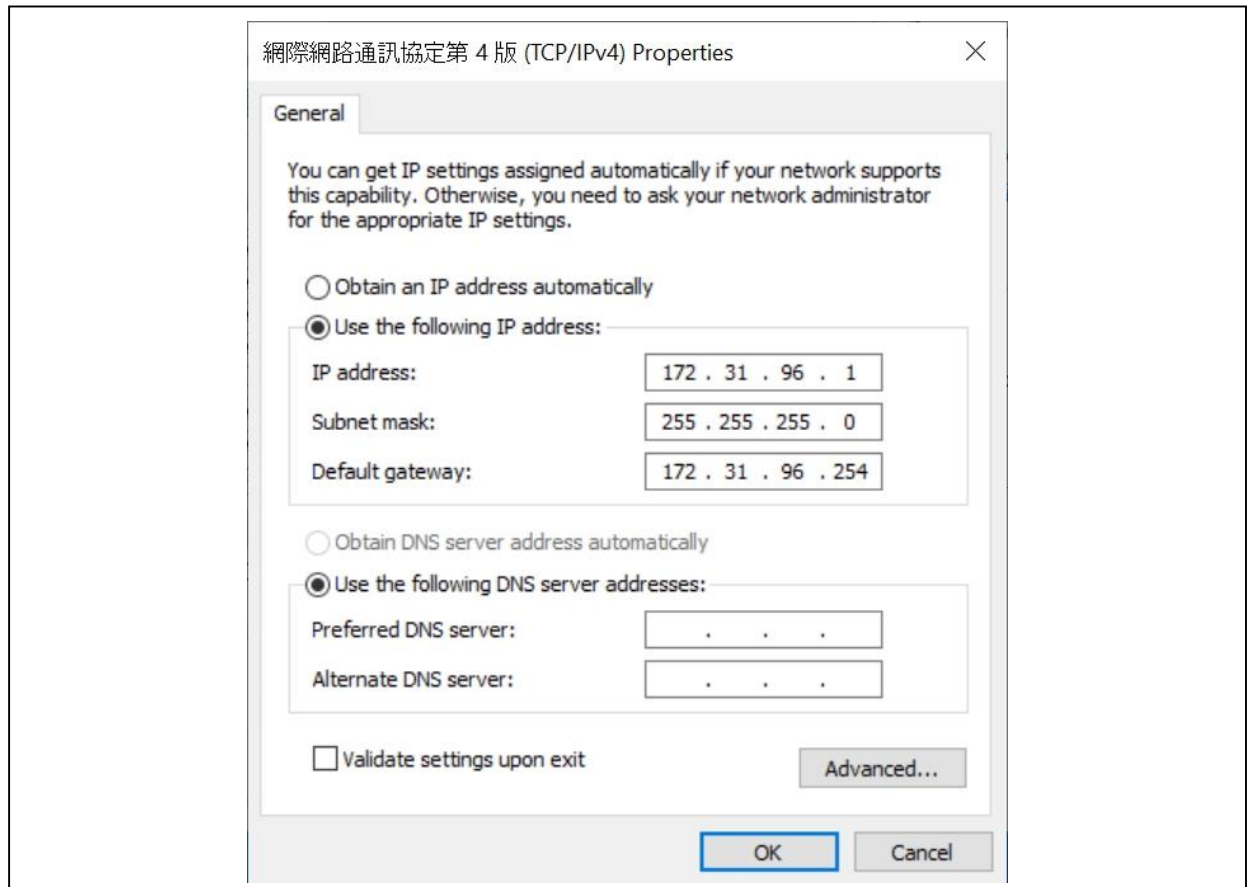 網際網路通訊協定第 4 版 (TCP/IPv4) Properties
General
You can get IP settings assigned automatically if your network supports
this capability. Otherwise, you need to ask your network administrator
for the appropriate IP settings.
Obtain an IP address automatically
Use the following IP address:
IP address: 172 . 31 . 96 . 1
Subnet mask: 255 . 255 . 255 . 0
Default gateway: 172 . 31 . 96 . 254
Obtain DNS server address automatically
Use the following DNS server addresses:
Preferred DNS server: . . .
Alternate DNS server: . . .
Validate settings upon exit
Advanced...
OK Cancel